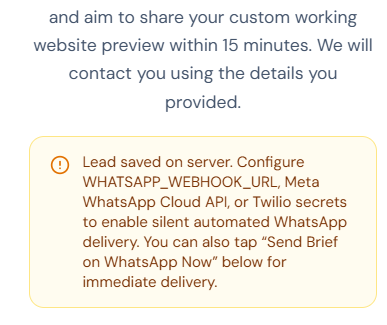 and aim to share your custom working
website preview within 15 minutes. We will
contact you using the details you
provided.
Lead saved on server. Configure
WHATSAPP_WEBHOOK_URL, Meta
WhatsApp Cloud API, or Twilio secrets
to enable silent automated WhatsApp
delivery. You can also tap “Send Brief
on WhatsApp Now” below for
immediate delivery.